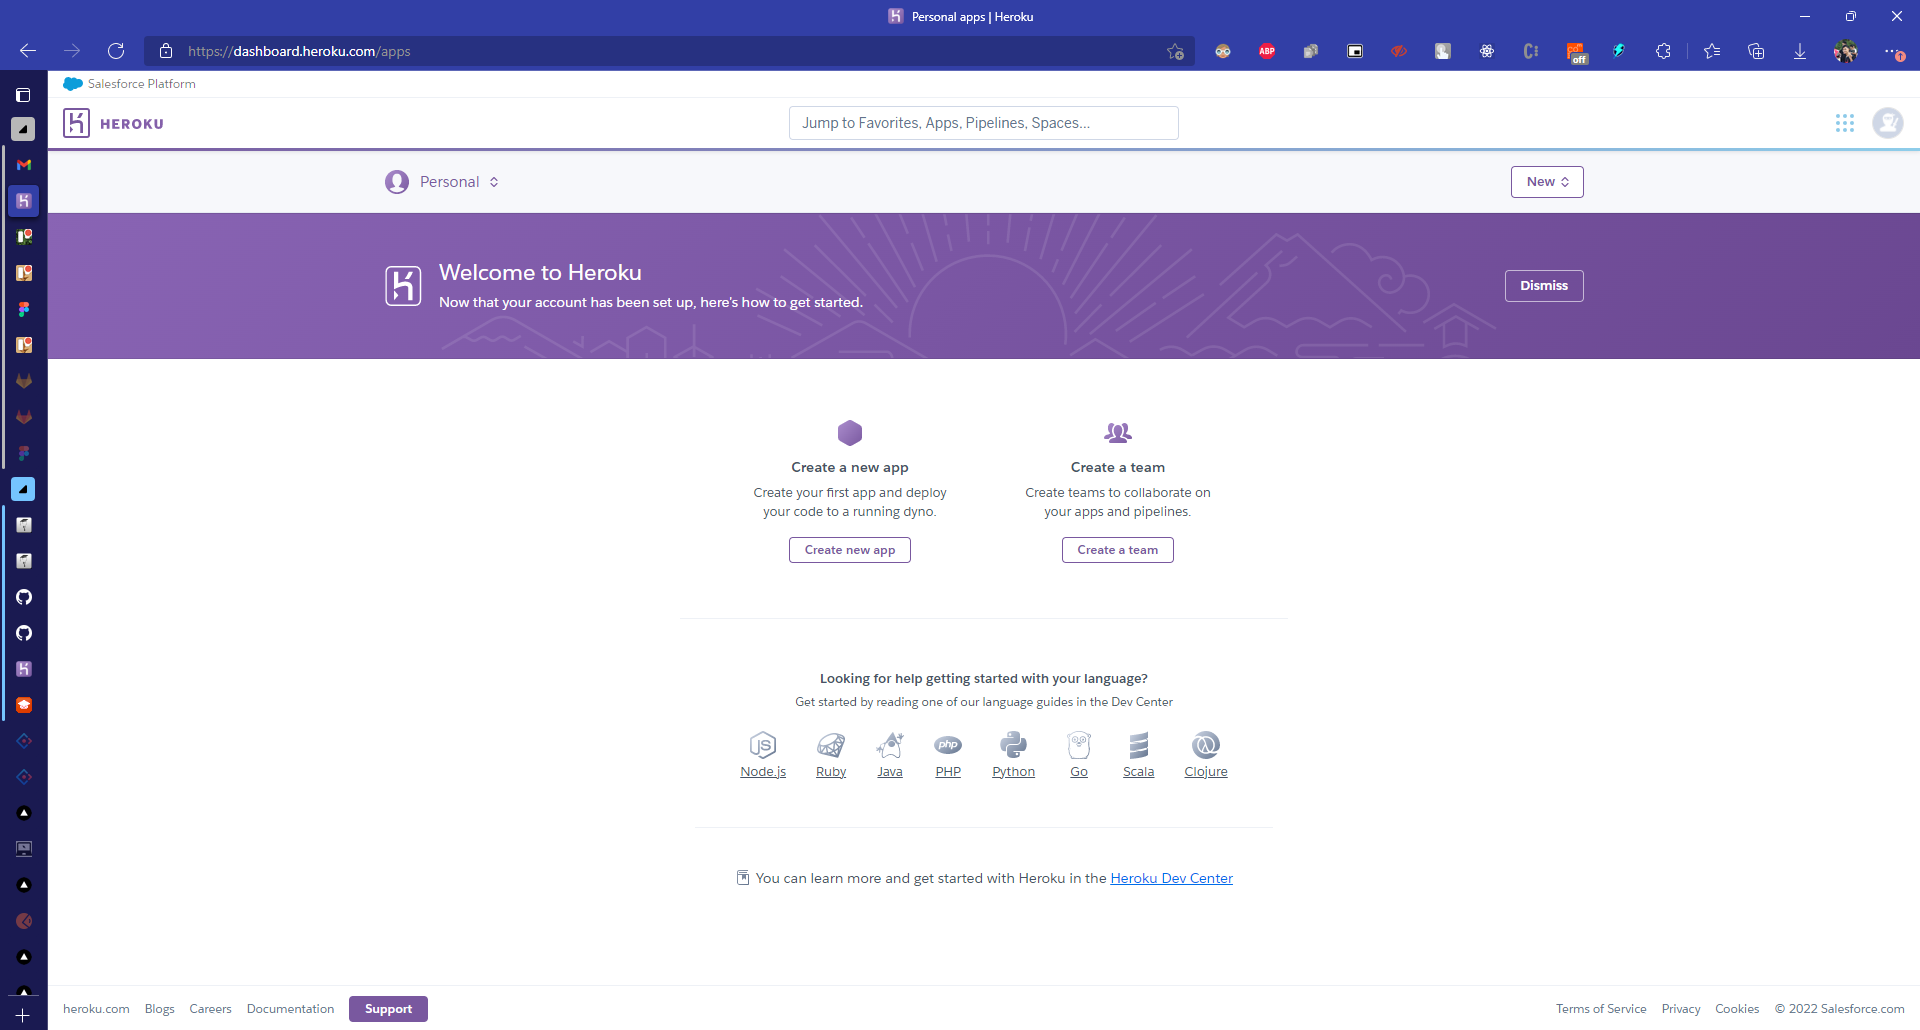 Personal apps | Heroku
https://dashboard.heroku.com/apps
ABP
off
1
Salesforce Platform
HEROKU
Jump to Favorites, Apps, Pipelines, Spaces...
Personal
New
Welcome to Heroku
Now that your account has been set up, here's how to get started.
Dismiss
Create a new app
Create your first app and deploy
your code to a running dyno.
Create new app
Create a team
Create teams to collaborate on
your apps and pipelines.
Create a team
Looking for help getting started with your language?
Get started by reading one of our language guides in the Dev Center
JS
php
Node.js
Ruby
Java
PHP
Python
Go
Scala
Clojure
You can learn more and get started with Heroku in the Heroku Dev Center
heroku.com
Blogs
Careers
Documentation
Support
Terms of Service
Privacy
Cookies
© 2022 Salesforce.com